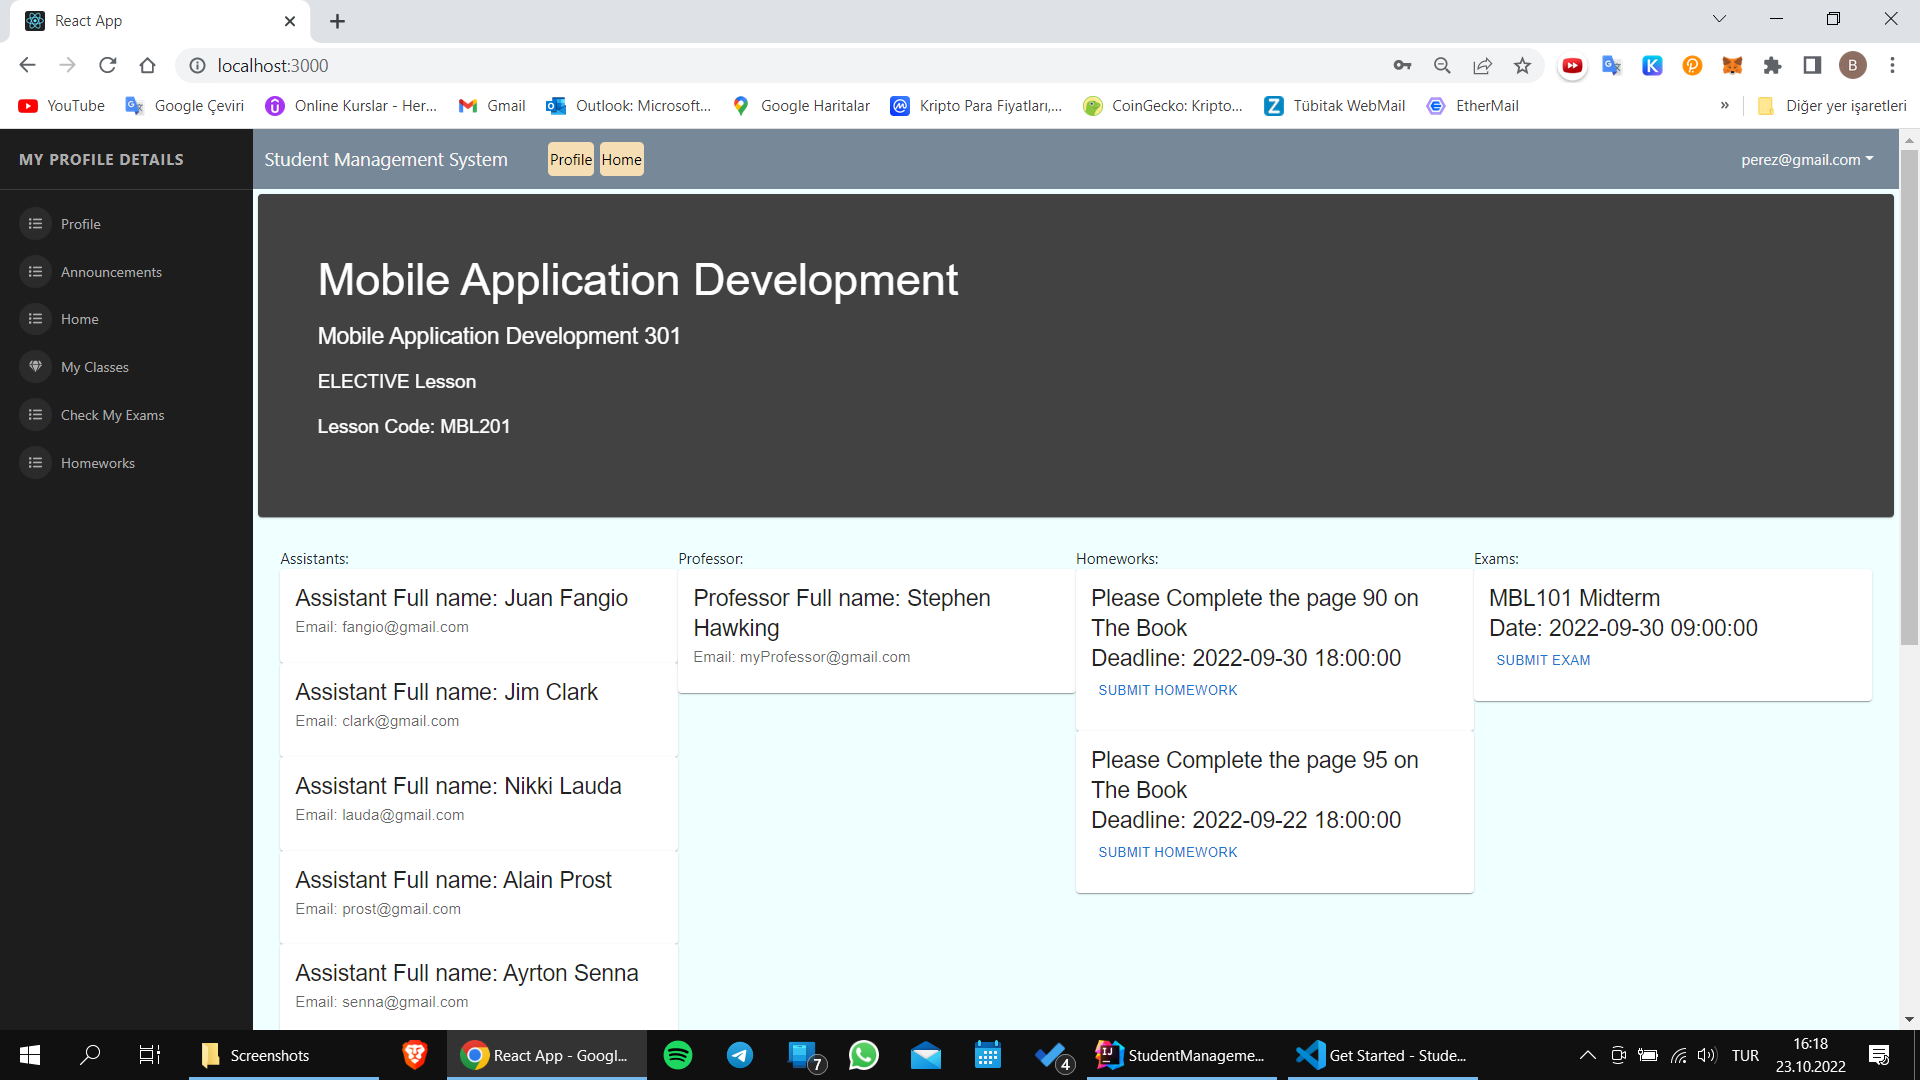 React App
localhost:3000
B
YouTube
Google Çeviri
Online Kurslar - Her...
Gmail
Outlook: Microsoft...
Google Haritalar
Kripto Para Fiyatları,...
CoinGecko: Kripto...
Tübitak WebMail
EtherMail
»
Diğer yer işaretleri
MY PROFILE DETAILS
Profile
Announcements
Home
My Classes
Check My Exams
Homeworks
Student Management System
Profile
Home
perez@gmail.com
Mobile Application Development
Mobile Application Development 301
ELECTIVE Lesson
Lesson Code: MBL201
Assistants:
Assistant Full name: Juan Fangio
Email: fangio@gmail.com
Assistant Full name: Jim Clark
Email: clark@gmail.com
Assistant Full name: Nikki Lauda
Email: lauda@gmail.com
Assistant Full name: Alain Prost
Email: prost@gmail.com
Assistant Full name: Ayrton Senna
Email: senna@gmail.com
Professor:
Professor Full name: Stephen
Hawking
Email: myProfessor@gmail.com
Homeworks:
Please Complete the page 90 on
The Book
Deadline: 2022-09-30 18:00:00
SUBMIT HOMEWORK
Please Complete the page 95 on
The Book
Deadline: 2022-09-22 18:00:00
SUBMIT HOMEWORK
Exams:
MBL101 Midterm
Date: 2022-09-30 09:00:00
SUBMIT EXAM
Screenshots
React App - Googl...
7
4
StudentManageme...
Get Started - Stude...
TUR
16:18
23.10.2022